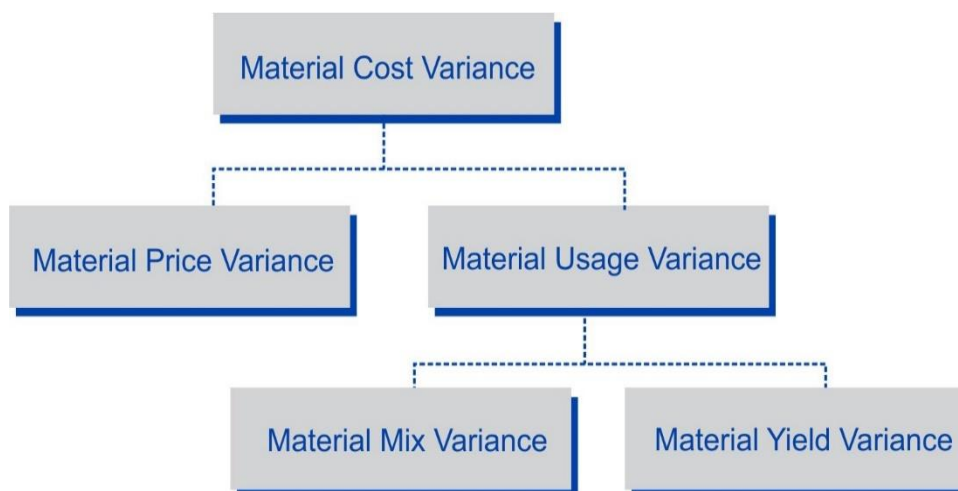 Material Cost Variance
Material Price Variance
Material Usage Variance
Material Mix Variance
Material Yield Variance